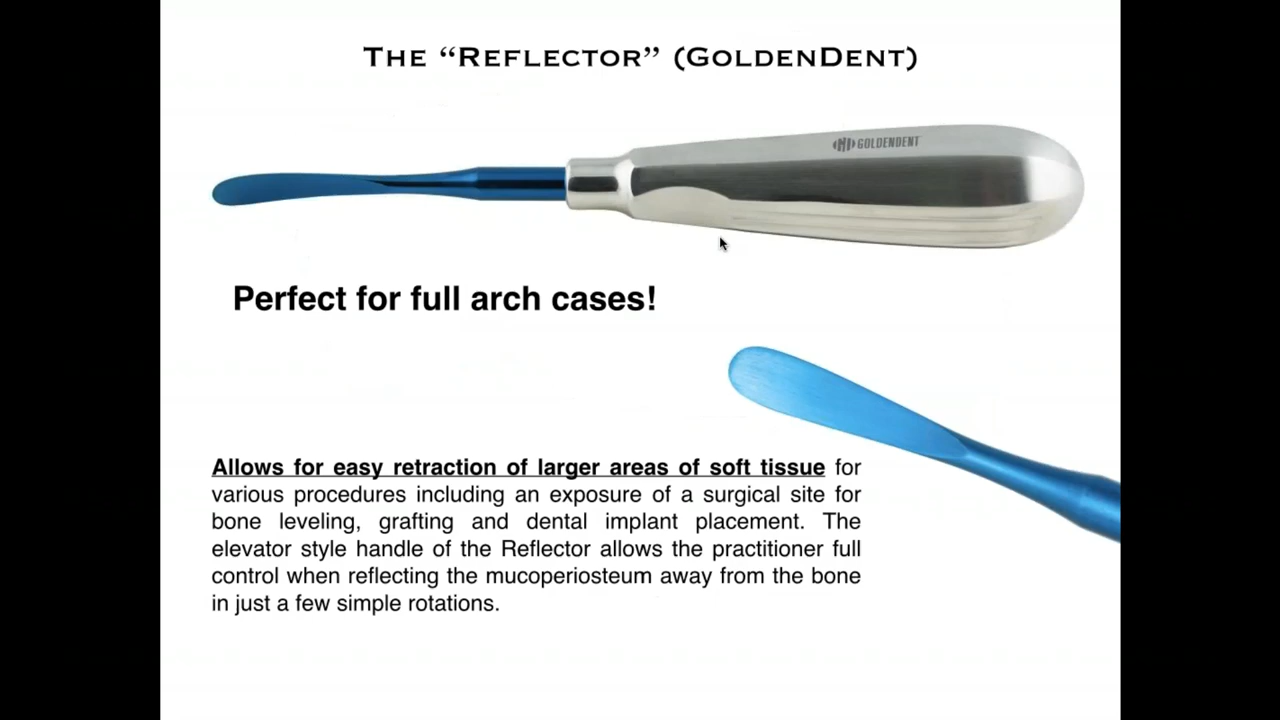 THE “REFLECTOR” (GOLDENDENT)
GOLDENDENT
Perfect for full arch cases!
Allows for easy retraction of larger areas of soft tissue for
various procedures including an exposure of a surgical site for
bone leveling, grafting and dental implant placement. The
elevator style handle of the Reflector allows the practitioner full
control when reflecting the mucoperiosteum away from the bone
in just a few simple rotations.